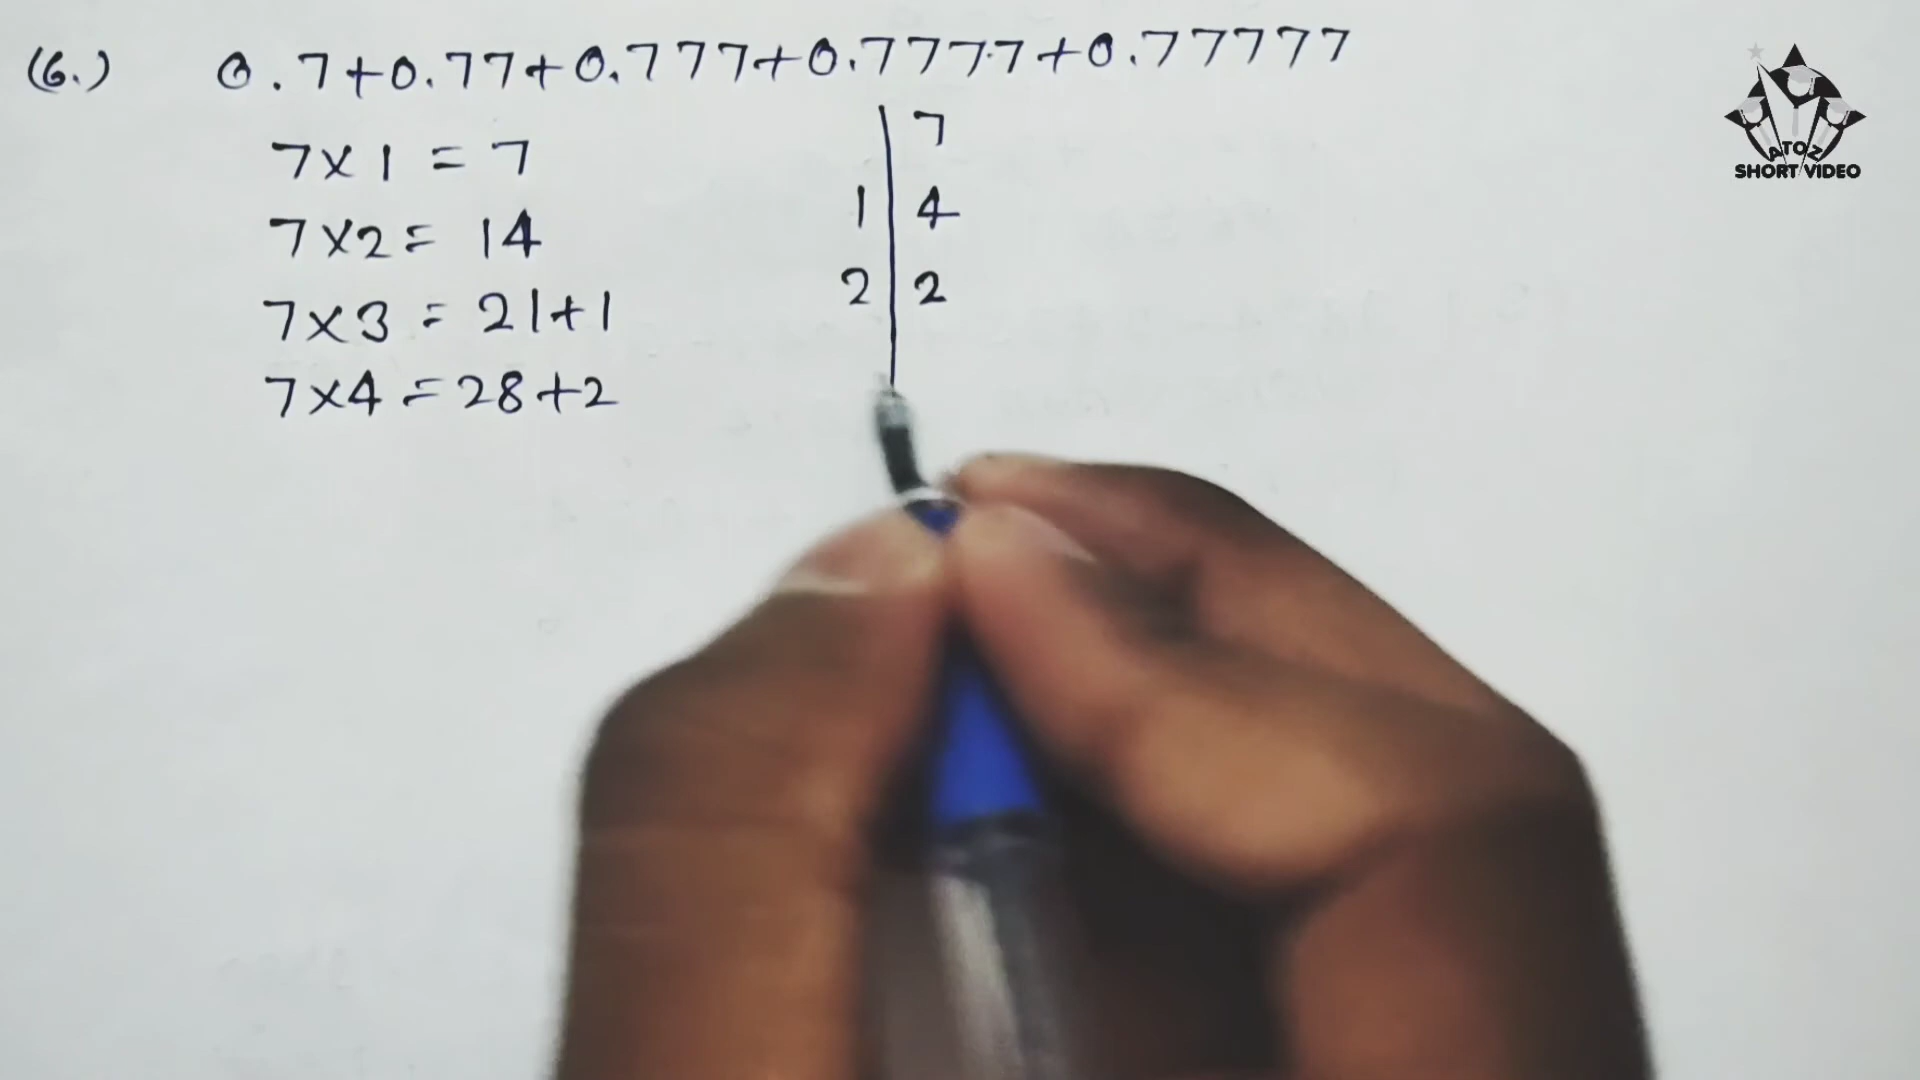 (6.) 0.7+0.77+0.777+0.7777+0.77777
7×1 = 7
7×2 = 14
7×3 = 21+1
7×4 = 28+2
7
1 4
2 2
A TO Z
SHORT VIDEO